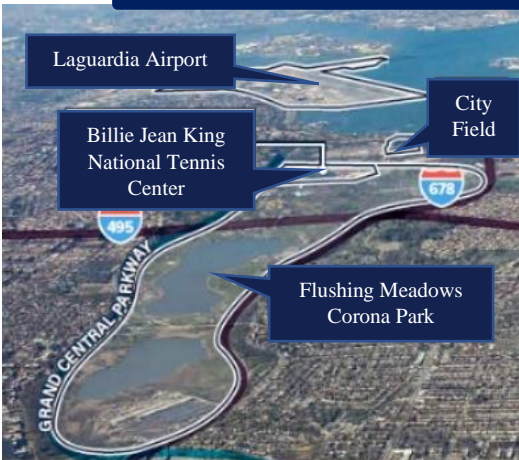 Laguardia Airport
City
Field
Billie Jean King
National Tennis
Center
678
495
GRAND CENTRAL PARKWAY
Flushing Meadows
Corona Park